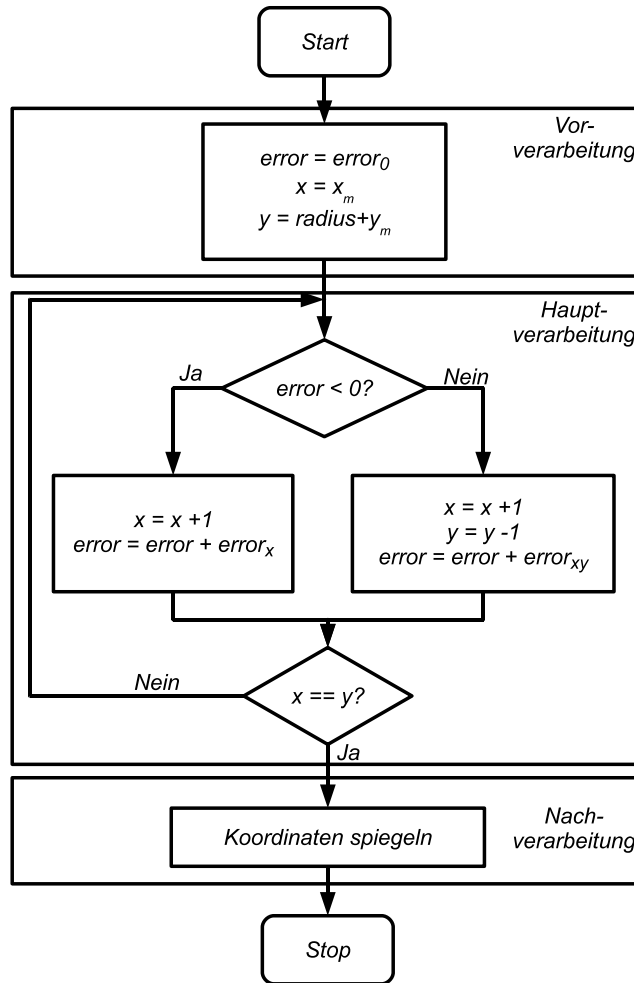 Start
Vor-
verarbeitung
error = error₀
x = xₘ
y = radius+yₘ
Haupt-
verarbeitung
error < 0?
Ja
Nein
x = x +1
error = error + errorₓ
x = x +1
y = y -1
error = error + error_xy
x == y?
Nein
Ja
Nach-
verarbeitung
Koordinaten spiegeln
Stop